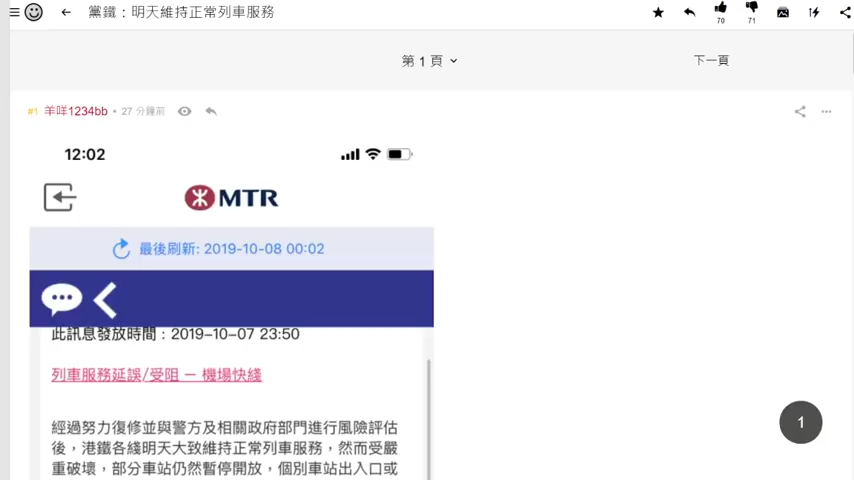 黨鐵：明天維持正常列車服務
70
71
第 1 頁
下一頁
#1 羊咩1234bb • 27 分鐘前
12:02
MTR
最後刷新: 2019-10-08 00:02
此訊息發放時間：2019-10-07 23:50
列車服務延誤/受阻 － 機場快綫
經過努力復修並與警方及相關政府部門進行風險評估
後，港鐵各綫明天大致維持正常列車服務，然而受嚴
重破壞，部分車站仍然暫停開放，個別車站出入口或
1